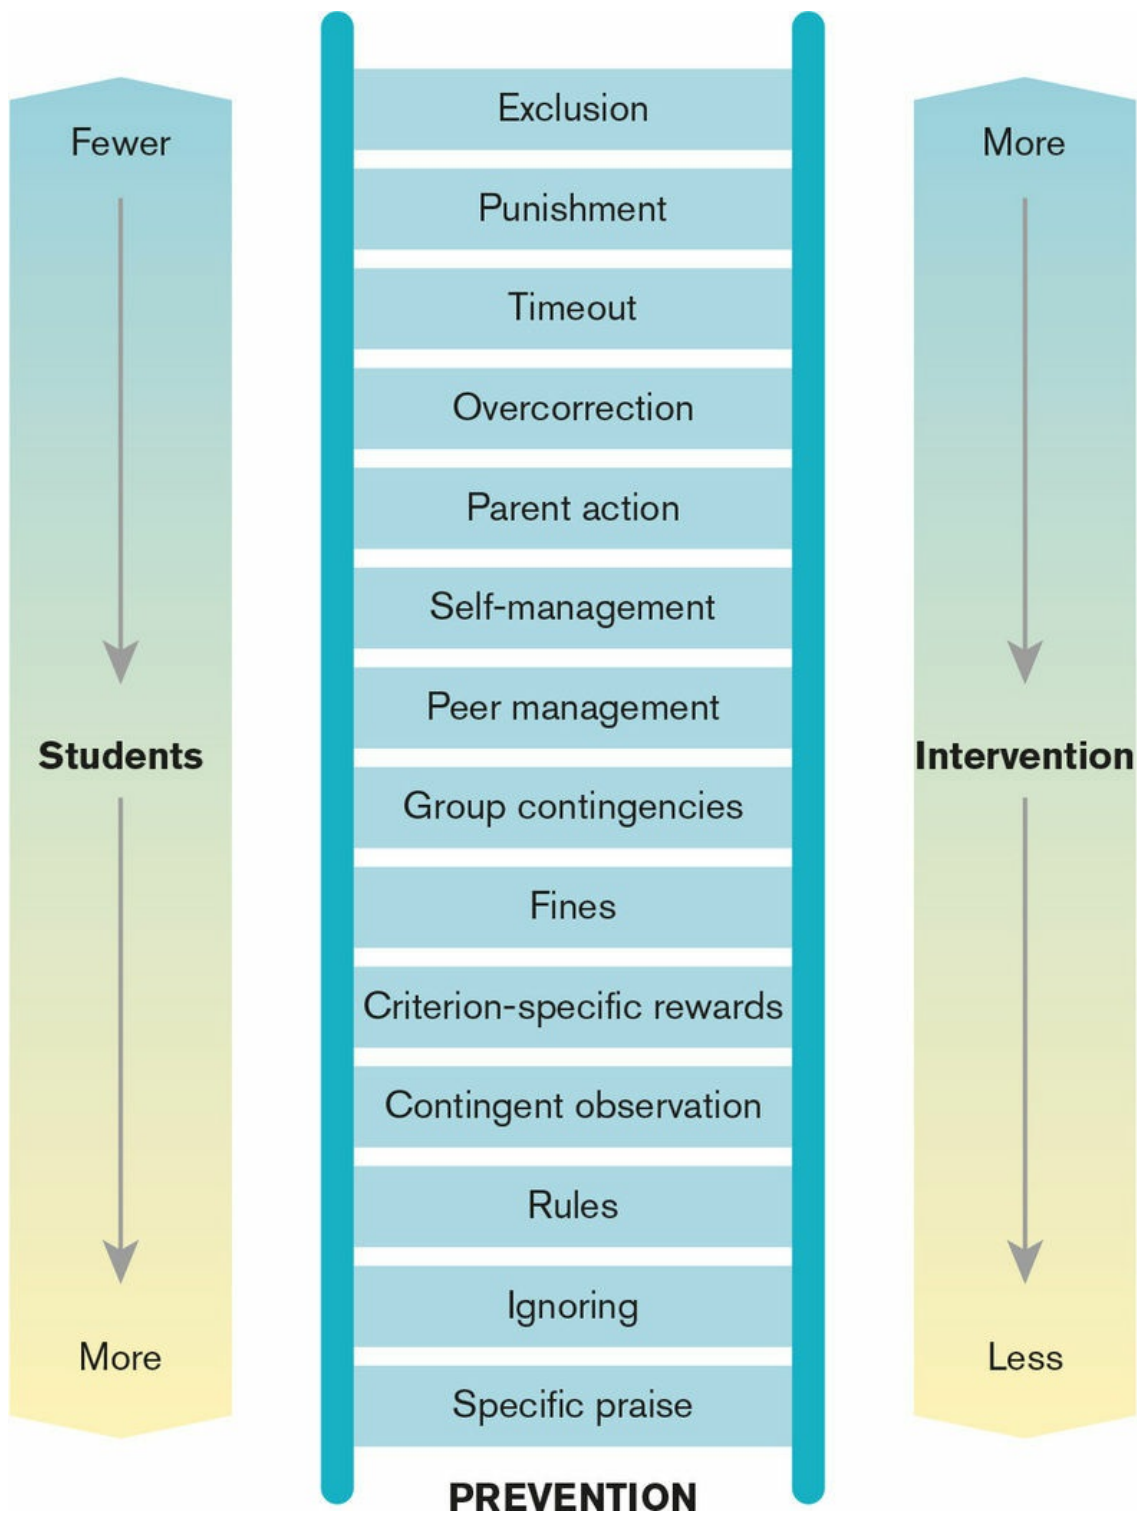 Fewer
Students
More
Exclusion
Punishment
Timeout
Overcorrection
Parent action
Self-management
Peer management
Group contingencies
Fines
Criterion-specific rewards
Contingent observation
Rules
Ignoring
Specific praise
PREVENTION
More
Intervention
Less